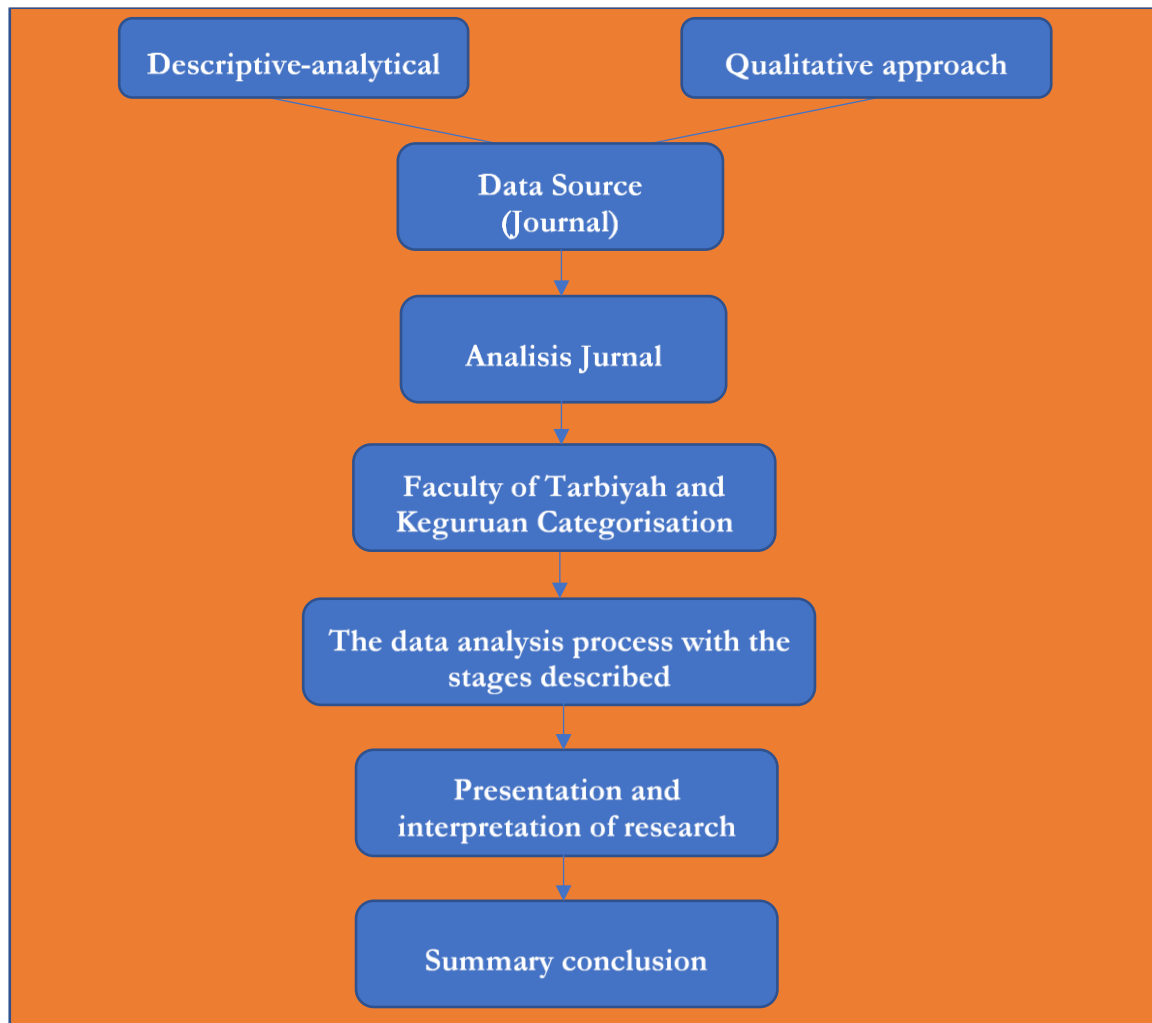 Descriptive-analytical
Qualitative approach
Data Source
(Journal)
Analisis Jurnal
Faculty of Tarbiyah and
Keguruan Categorisation
The data analysis process with the
stages described
Presentation and
interpretation of research
Summary conclusion